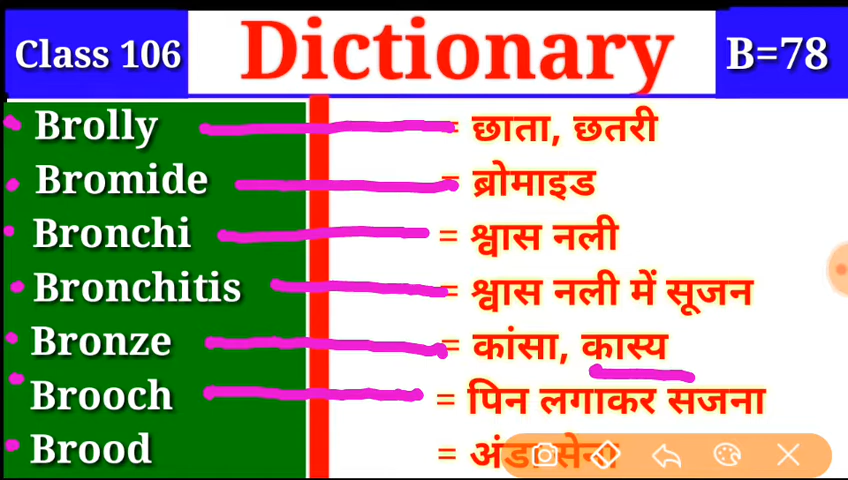 Class 106 Dictionary B=78
Brolly = छाता, छतरी
Bromide = ब्रोमाइड
Bronchi = श्वास नली
Bronchitis = श्वास नली में सूजन
Bronze = कांसा, कास्य
Brooch = पिन लगाकर सजना
Brood = अंडा सेना